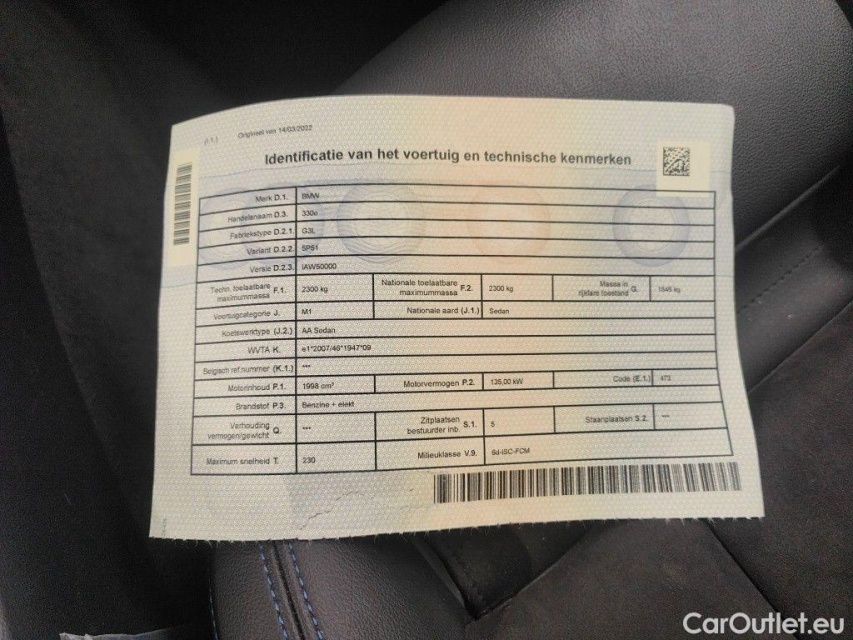 (I.1.) Origineel van 14/03/2022
Identificatie van het voertuig en technische kenmerken
Merk D.1. BMW
Handelsnaam D.3. 330e
Fabriekstype D.2.1. G3L
Variant D.2.2. 5P51
Versie D.2.3. IAW50000
Techn. toelaatbare maximummassa F.1. 2300 kg Nationale toelaatbare maximummassa F.2. 2300 kg Massa in rijklare toestand G. 1845 kg
Voertuigcategorie J. M1 Nationale aard (J.1.) Sedan
Koetswerktype (J.2.) AA Sedan
WVTA K. e1*2007/46*1947*09
Belgisch ref.nummer (K.1.) ***
Motorinhoud P.1. 1998 cm³ Motorvermogen P.2. 135,00 kW Code (E.1.) 473
Brandstof P.3. Benzine + elekt
Verhouding vermogen/gewicht Q. *** Zitplaatsen bestuurder inb. S.1. 5 Staanplaatsen S.2. ***
Maximum snelheid T. 230 Milieuklasse V.9. 6d-ISC-FCM
CarOutlet.eu